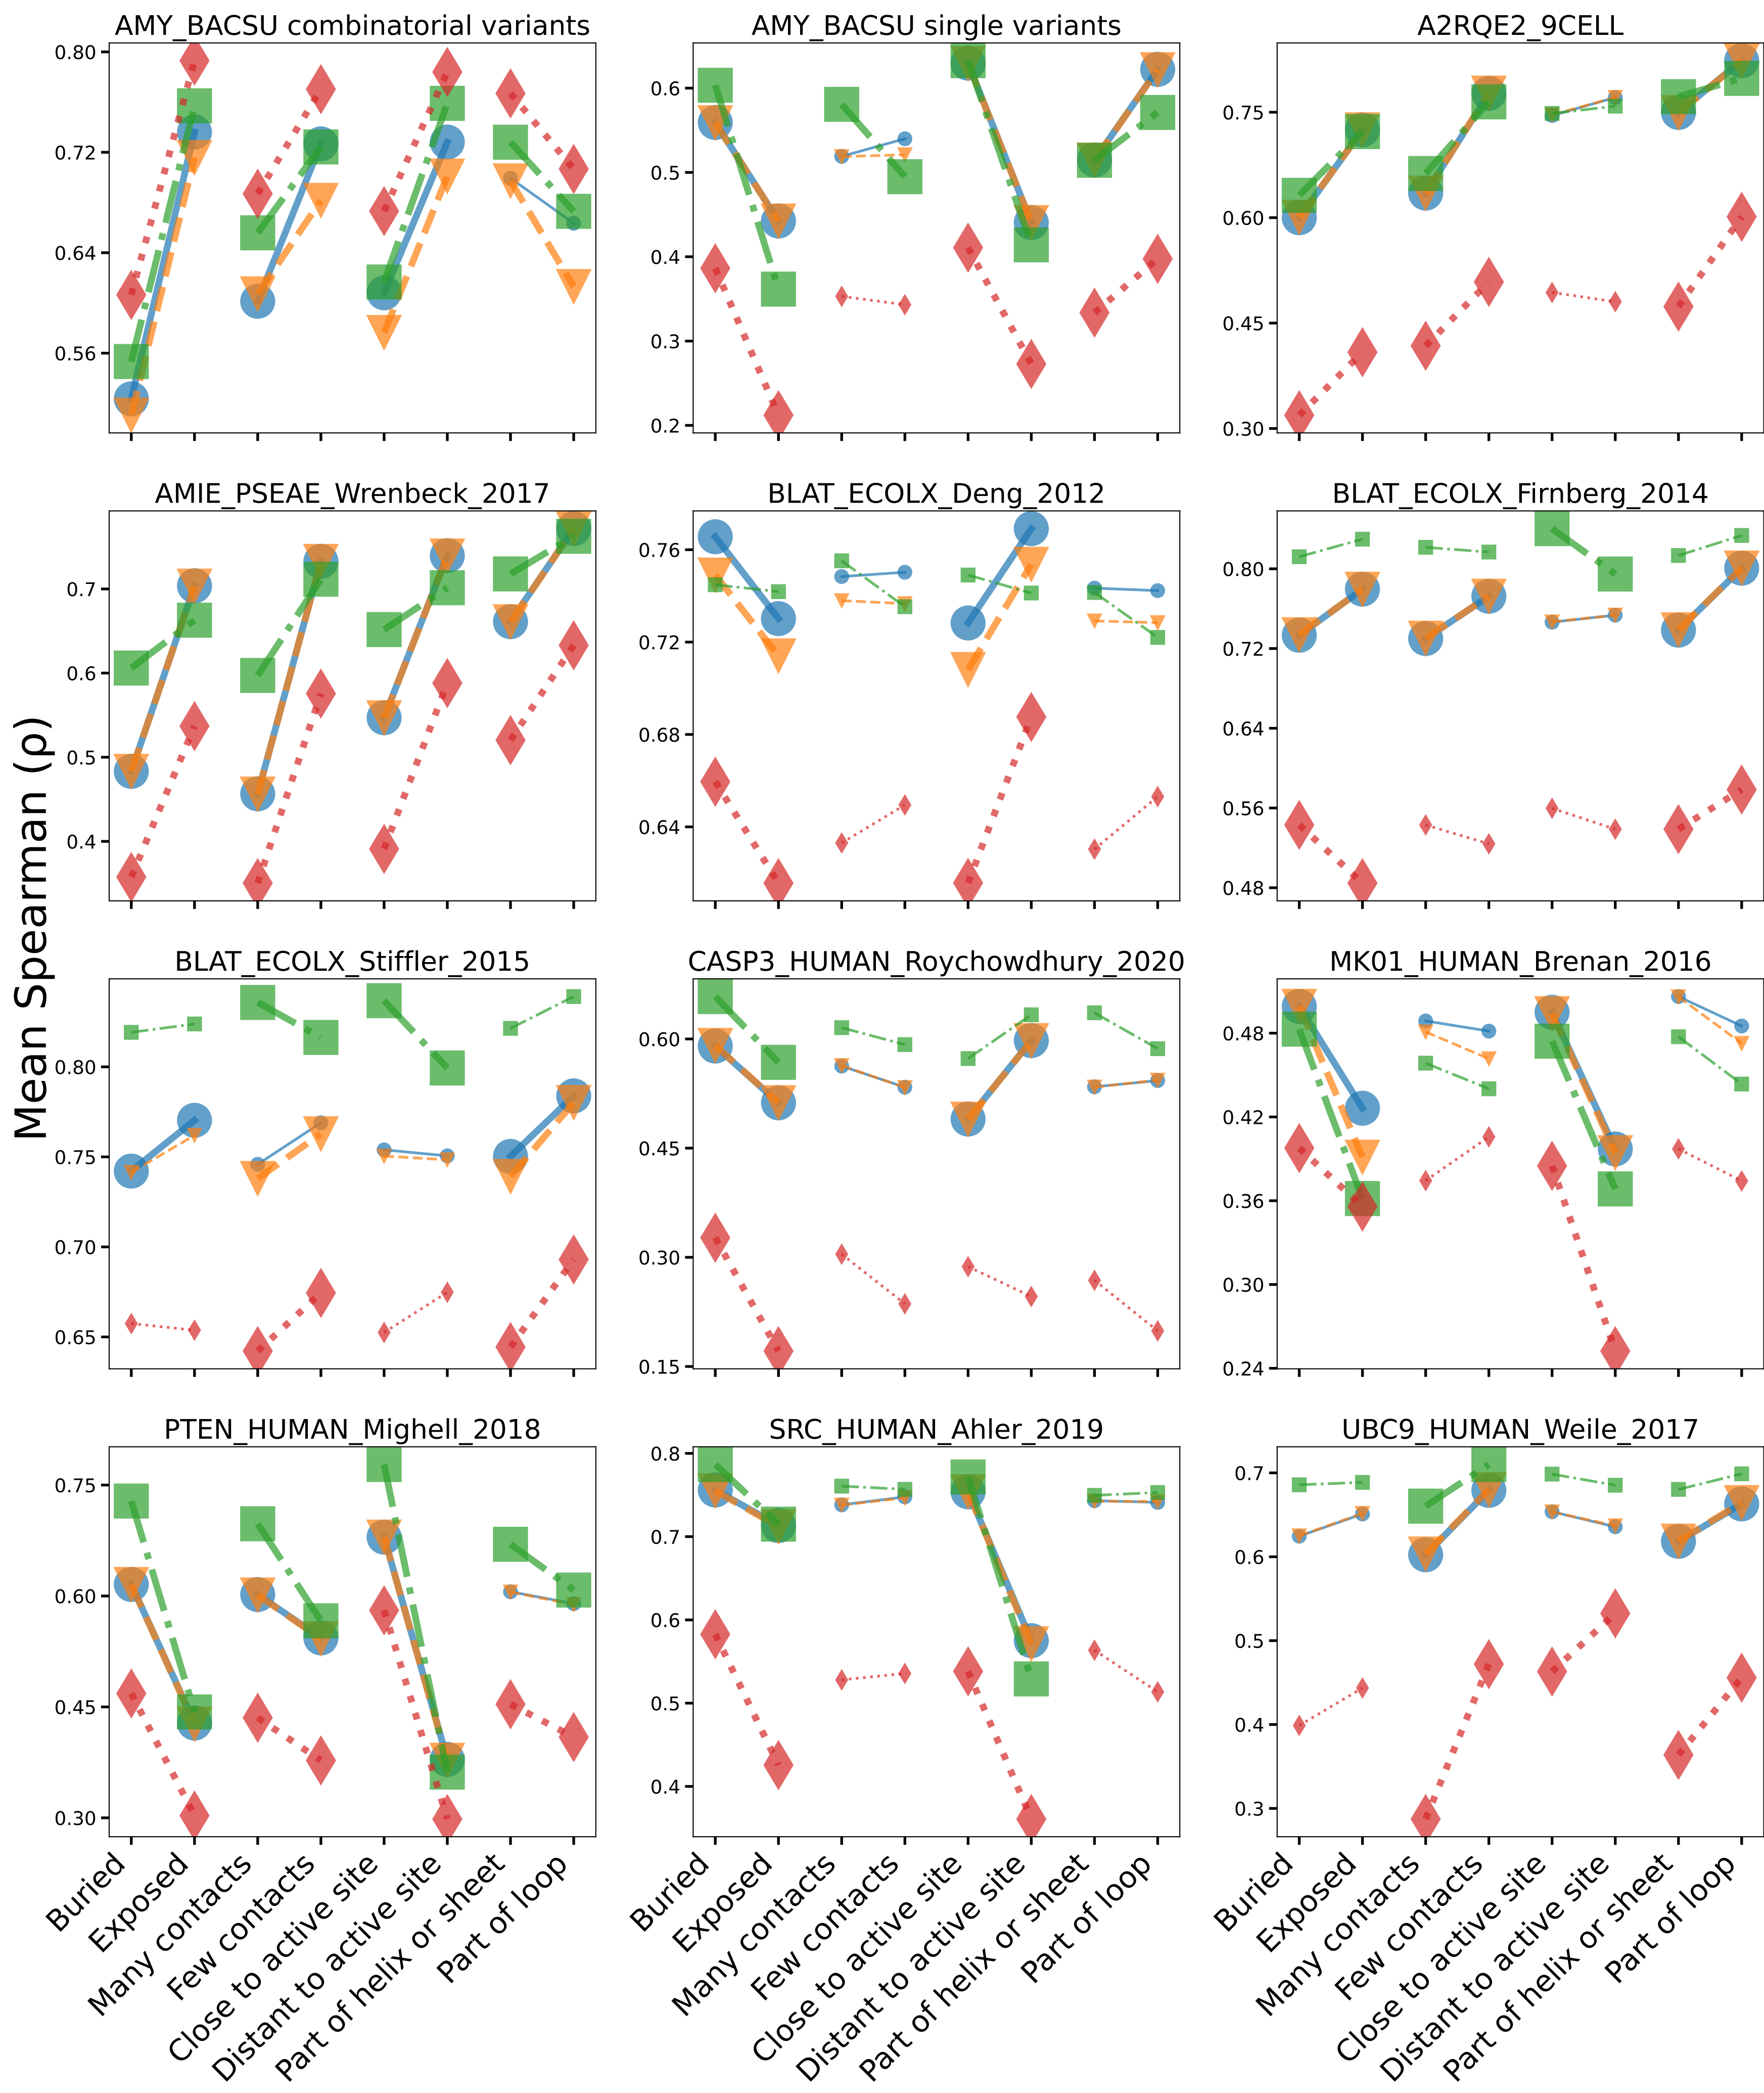 AMY_BACSU combinatorial variants
AMY_BACSU single variants
A2RQE2_9CELL
0.80
0.72
0.64
0.56
0.6
0.5
0.4
0.3
0.2
0.75
0.60
0.45
0.30
AMIE_PSEAE_Wrenbeck_2017
BLAT_ECOLX_Deng_2012
BLAT_ECOLX_Firnberg_2014
0.7
0.6
0.5
0.4
0.76
0.72
0.68
0.64
0.80
0.72
0.64
0.56
0.48
Mean Spearman (ρ)
BLAT_ECOLX_Stiffler_2015
CASP3_HUMAN_Roychowdhury_2020
MK01_HUMAN_Brenan_2016
0.80
0.75
0.70
0.65
0.60
0.45
0.30
0.15
0.48
0.42
0.36
0.30
0.24
PTEN_HUMAN_Mighell_2018
SRC_HUMAN_Ahler_2019
UBC9_HUMAN_Weile_2017
0.75
0.60
0.45
0.30
0.8
0.7
0.6
0.5
0.4
0.7
0.6
0.5
0.4
0.3
Buried
Exposed
Many contacts
Few contacts
Close to active site
Distant to active site
Part of helix or sheet
Part of loop
Buried
Exposed
Many contacts
Few contacts
Close to active site
Distant to active site
Part of helix or sheet
Part of loop
Buried
Exposed
Many contacts
Few contacts
Close to active site
Distant to active site
Part of helix or sheet
Part of loop